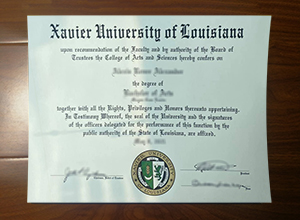 Xavier University of Louisiana
upon recommendation of the Faculty and by authority of the Board of
Trustees the College of Arts and Sciences hereby confers on
the degree of
Bachelor of Arts
together with all the Rights, Privileges and Honors thereunto appertaining.
In Testimony Whereof, the seal of the University and the signatures
of the officers delegated for the performance of this function by the
public authority of the State of Louisiana, are affixed.